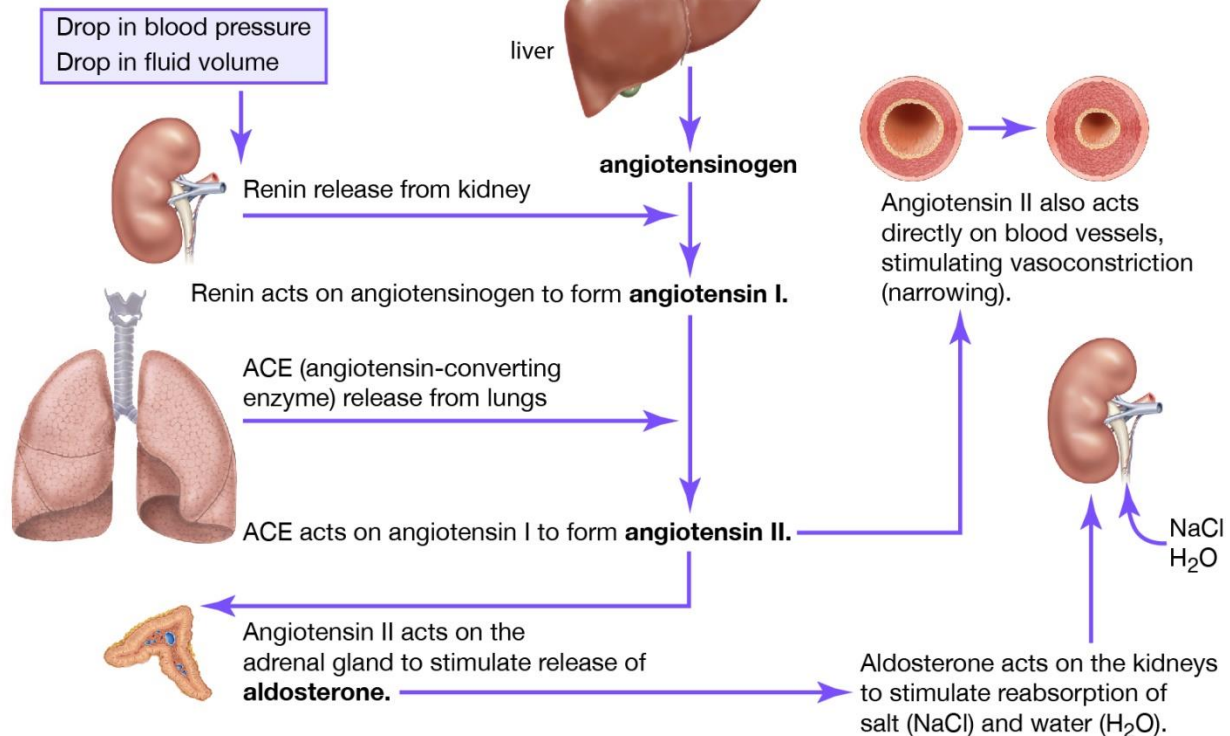 Drop in blood pressure
Drop in fluid volume
liver
angiotensinogen
Renin release from kidney
Renin acts on angiotensinogen to form angiotensin I.
ACE (angiotensin-converting
enzyme) release from lungs
ACE acts on angiotensin I to form angiotensin II.
Angiotensin II also acts
directly on blood vessels,
stimulating vasoconstriction
(narrowing).
NaCl
H₂O
Angiotensin II acts on the
adrenal gland to stimulate release of
aldosterone.
Aldosterone acts on the kidneys
to stimulate reabsorption of
salt (NaCl) and water (H₂O).